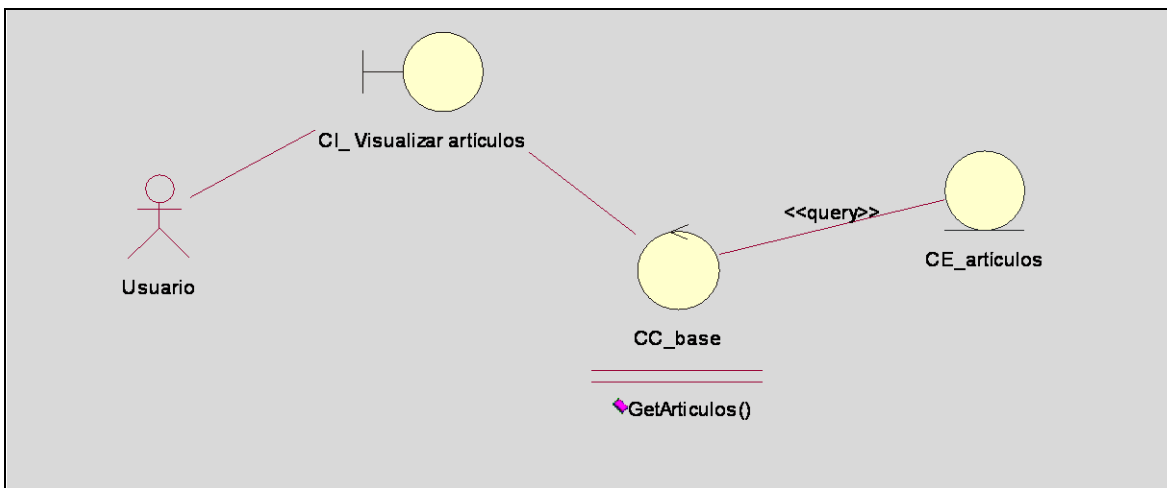 CI_ Visualizar artículos
Usuario
<<query>>
CE_artículos
CC_base
GetArticulos()